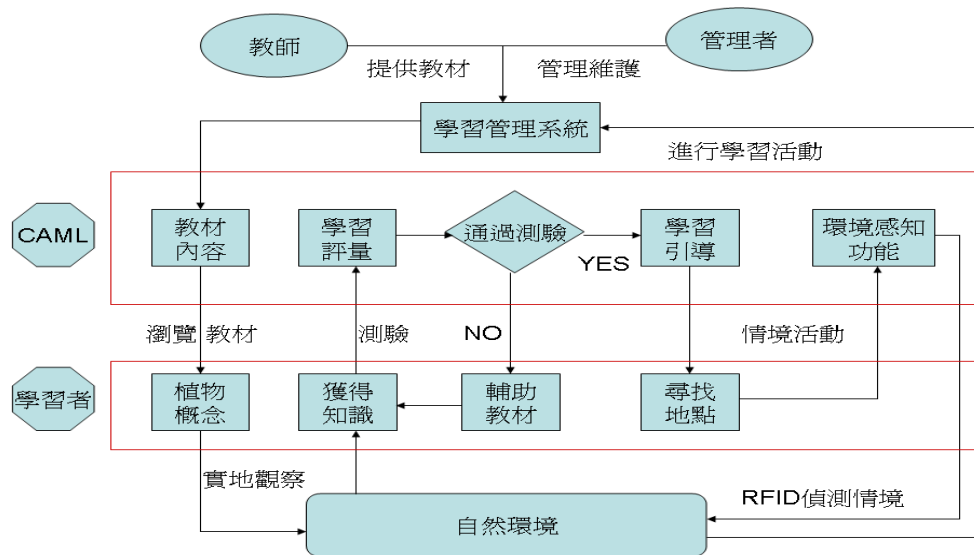 教師
管理者
提供教材
管理維護
學習管理系統
進行學習活動
CAML
教材
內容
學習
評量
通過測驗
YES
學習
引導
環境感知
功能
瀏覽 教材
測驗
NO
情境活動
學習者
植物
概念
獲得
知識
輔助
教材
尋找
地點
實地觀察
RFID偵測情境
自然環境